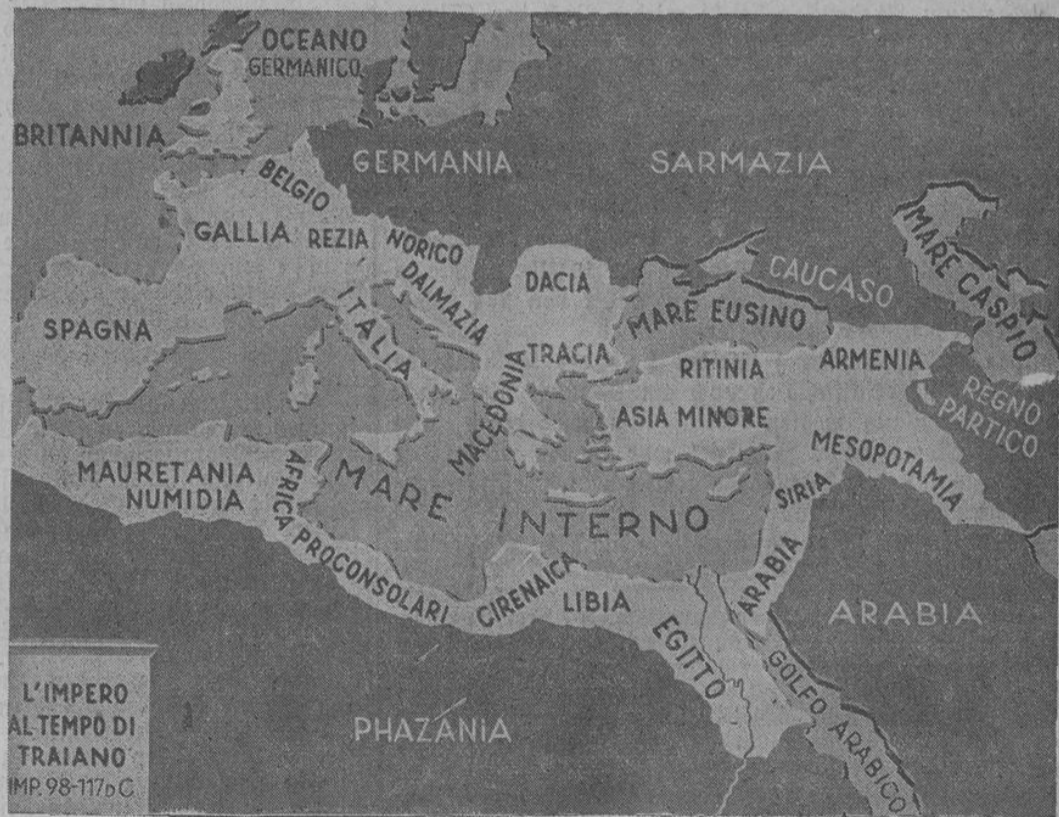 OCEANO
GERMANICO
BRITANNIA
GERMANIA
SARMAZIA
BELGIO
GALLIA
REZIA
NORICO
DALMAZIA
DACIA
CAUCASO
MARE CASPIO
MARE EUSINO
SPAGNA
ITALIA
TRACIA
RITINIA
ARMENIA
REGNO
PARTICO
MACEDONIA
ASIA MINORE
MESOPOTAMIA
MAURETANIA
NUMIDIA
AFRICA PROCONSOLARI
MARE INTERNO
SIRIA
CIRENAICA
LIBIA
ARABIA
ARABIA
EGITTO
GOLFO ARABICO
PHAZANIA
L'IMPERO
AL TEMPO DI
TRAIANO
IMP. 98-117 D C.